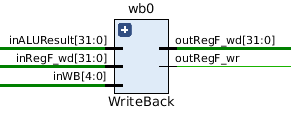 wb0
inALUResult[31:0]
inRegF_wd[31:0]
inWB[4:0]
outRegF_wd[31:0]
outRegF_wr
WriteBack